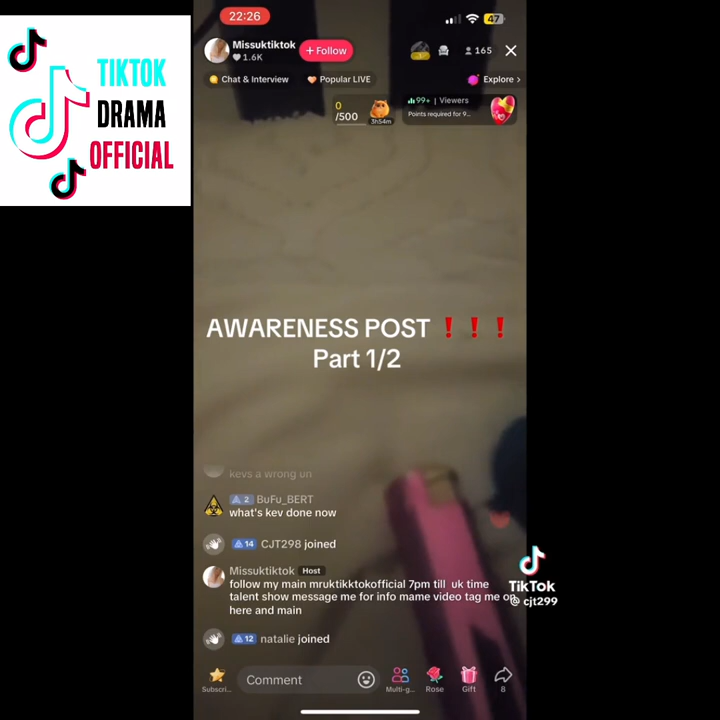 TIKTOK
DRAMA
OFFICIAL
22:26
47
Missuktiktok
1.6K
+ Follow
165
Chat & Interview
Popular LIVE
Explore >
0
/500
3h54m
99+ | Viewers
Points required for 9...
AWARENESS POST ❗❗❗
Part 1/2
kevs a wrong un
2 BuFu_BERT
what's kev done now
14 CJT298 joined
Missuktiktok Host
follow my main mruktikktokofficial 7pm till uk time
talent show message me for info mame video tag me on
here and main
12 natalie joined
TikTok
@ cjt299
Subscri...
Comment
Multi-g...
Rose
Gift
8